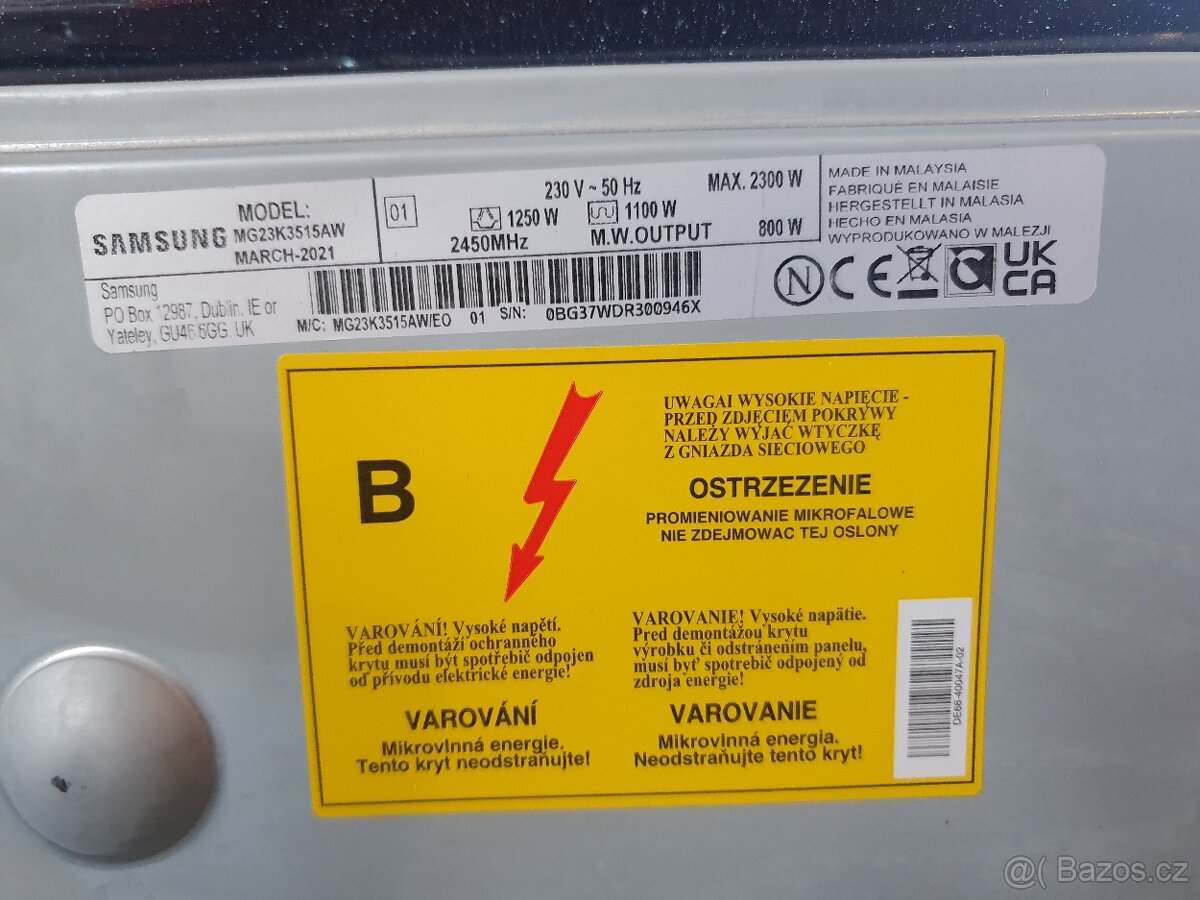 SAMSUNG
MODEL:
MG23K3515AW
MARCH-2021
01
230 V ~ 50 Hz
MAX. 2300 W
1250 W
1100 W
2450MHz
M.W.OUTPUT
800 W
MADE IN MALAYSIA
FABRIQUÉ EN MALAISIE
HERGESTELLT IN MALASIA
HECHO EN MALASIA
WYPRODUKOWANO W MALEZJI
Samsung
PO Box 12987, Dublin. IE or
Yateley, GU46 6GG. UK
M/C: MG23K3515AW/EO 01 S/N: 0BG37WDR300946X
N
CE
UK
CA
B
UWAGAI WYSOKIE NAPIĘCIE -
PRZED ZDJĘCIEM POKRYWY
NALEŻY WYJAĆ WTYCZKĘ
Z GNIAZDA SIECIOWEGO
OSTRZEZENIE
PROMIENIOWANIE MIKROFALOWE
NIE ZDEJMOWAC TEJ OSLONY
VAROVÁNÍ! Vysoké napětí.
Před demontáží ochranného
krytu musí být spotřebič odpojen
od přívodu elektrické energie!
VAROVÁNÍ
Mikrovlnná energie.
Tento kryt neodstraňujte!
VAROVANIE! Vysoké napätie.
Pred demontážou krytu
výrobku či odstránením panelu,
musí byť spotrebič odpojený od
zdroja energie!
VAROVANIE
Mikrovlnná energia.
Neodstraňujte tento kryt!
DE68-40047A-02
@( Bazos.cz